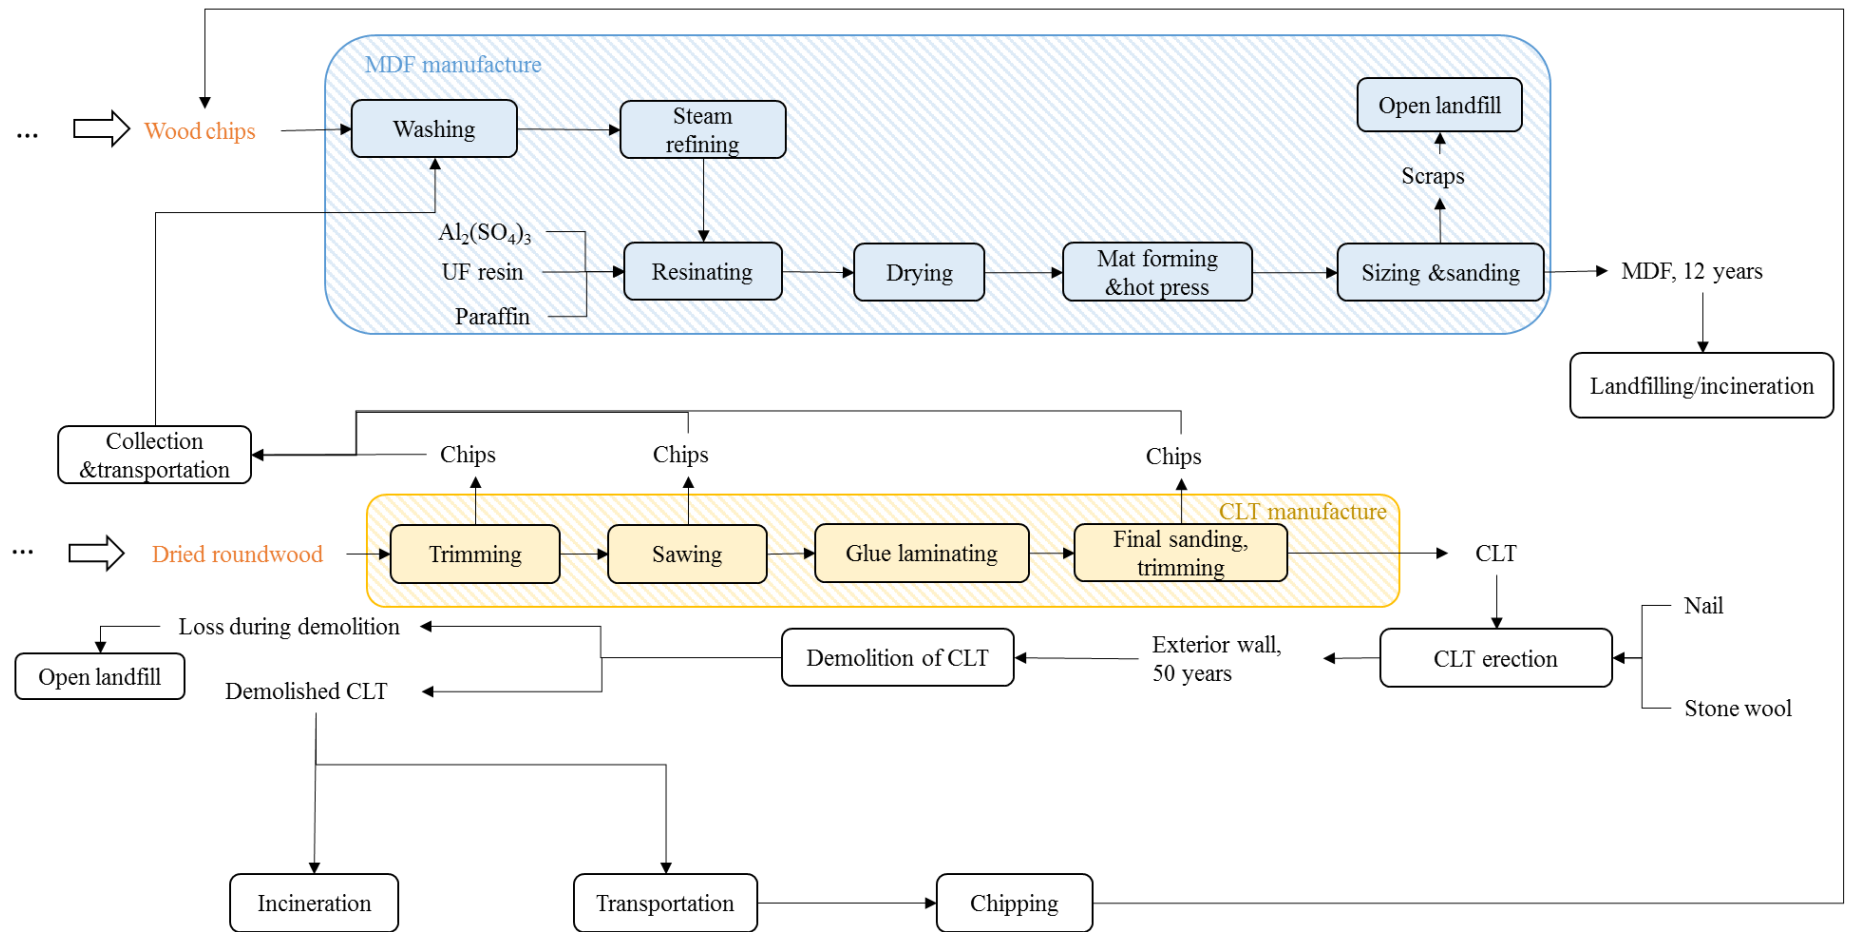 MDF manufacture
Open landfill
...
Wood chips
Washing
Steam
refining
Scraps
Al₂(SO₄)₃
UF resin
Paraffin
Resinating
Drying
Mat forming
&hot press
Sizing &sanding
MDF, 12 years
Landfilling/incineration
Collection
&transportation
Chips
Chips
Chips
CLT manufacture
...
Dried roundwood
Trimming
Sawing
Glue laminating
Final sanding,
trimming
CLT
Nail
Stone wool
CLT erection
Exterior wall,
50 years
Demolition of CLT
Loss during demolition
Open landfill
Demolished CLT
Incineration
Transportation
Chipping